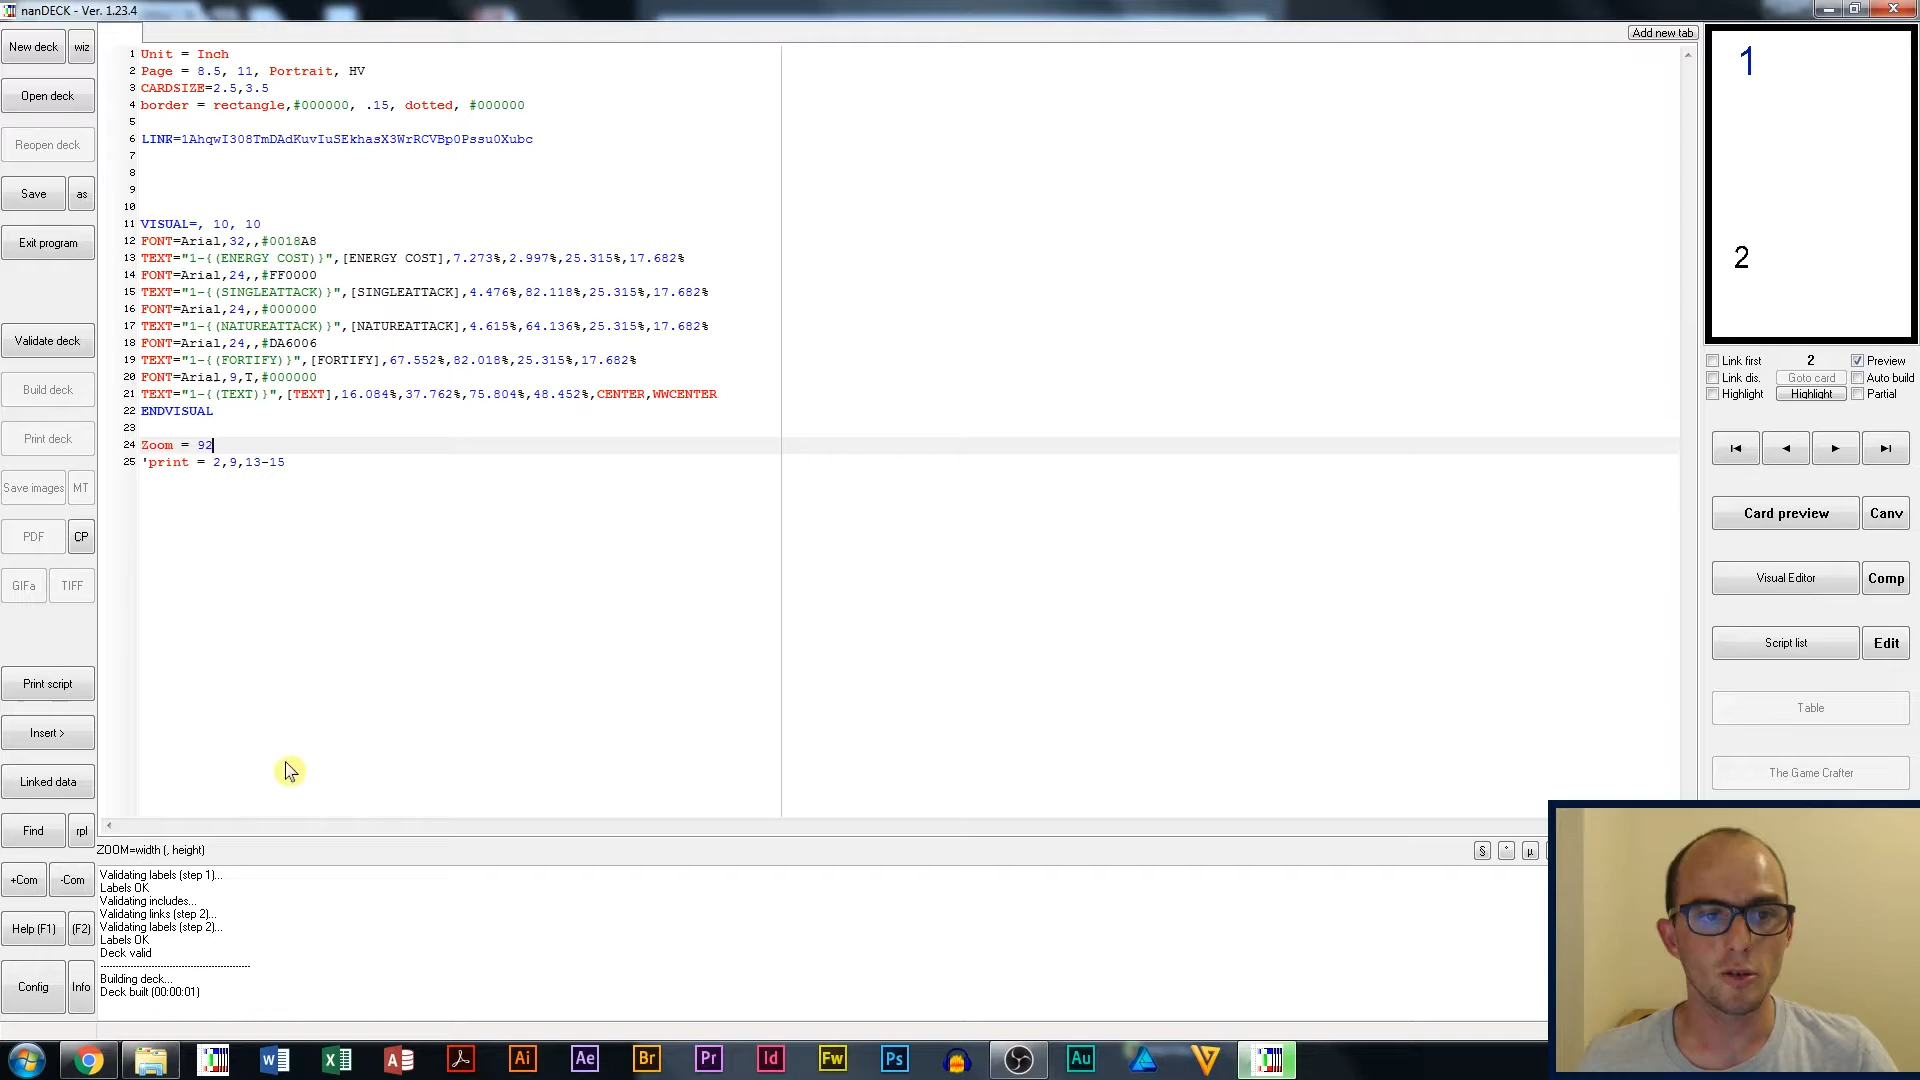 nanDECK - Ver. 1.23.4
New deck
wiz
Open deck
Reopen deck
Save
as
Exit program
Validate deck
Build deck
Print deck
Save images
MT
PDF
CP
GIFa
TIFF
Print script
Insert >
Linked data
Find
rpl
+Com
-Com
Help (F1)
(F2)
Config
Info
Add new tab
1 Unit = Inch
2 Page = 8.5, 11, Portrait, HV
3 CARDSIZE=2.5,3.5
4 border = rectangle,#000000, .15, dotted, #000000
5
6 LINK=1AhqwI308TmDAdKuvIuSEkhasX3WrRCVBp0Pssu0Xubc
7
8
9
10
11 VISUAL=, 10, 10
12 FONT=Arial,32,,#0018A8
13 TEXT="1-{(ENERGY COST)}",[ENERGY COST],7.273%,2.997%,25.315%,17.682%
14 FONT=Arial,24,,#FF0000
15 TEXT="1-{(SINGLEATTACK)}",[SINGLEATTACK],4.476%,82.118%,25.315%,17.682%
16 FONT=Arial,24,,#000000
17 TEXT="1-{(NATUREATTACK)}",[NATUREATTACK],4.615%,64.136%,25.315%,17.682%
18 FONT=Arial,24,,#DA6006
19 TEXT="1-{(FORTIFY)}",[FORTIFY],67.552%,82.018%,25.315%,17.682%
20 FONT=Arial,9,T,#000000
21 TEXT="1-{(TEXT)}",[TEXT],16.084%,37.762%,75.804%,48.452%,CENTER,WWCENTER
22 ENDVISUAL
23
24 Zoom = 92
25 'print = 2,9,13-15
ZOOM=width (, height)
§
°
µ
Validating labels (step 1)...
Labels OK
Validating includes...
Validating links (step 2)...
Validating labels (step 2)...
Labels OK
Deck valid
Building deck...
Deck built (00:00:01)
1
2
Link first
2
Preview
Link dis.
Goto card
Auto build
Highlight
Highlight
Partial
Card preview
Canv
Visual Editor
Comp
Script list
Edit
Table
The Game Crafter
Ai
Ae
Br
Pr
Id
Fw
Ps
Au